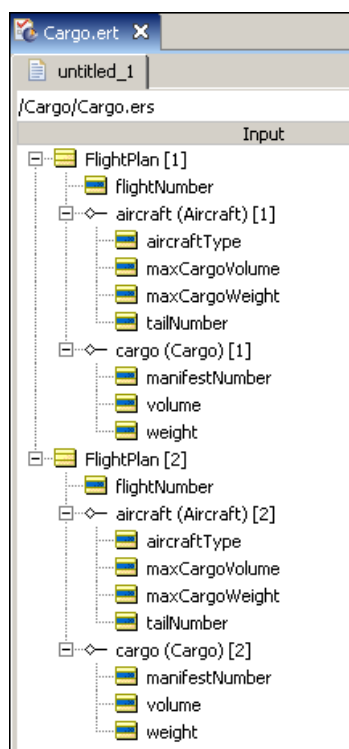 Cargo.ert
untitled_1
/Cargo/Cargo.ers
Input
FlightPlan [1]
flightNumber
aircraft (Aircraft) [1]
aircraftType
maxCargoVolume
maxCargoWeight
tailNumber
cargo (Cargo) [1]
manifestNumber
volume
weight
FlightPlan [2]
flightNumber
aircraft (Aircraft) [2]
aircraftType
maxCargoVolume
maxCargoWeight
tailNumber
cargo (Cargo) [2]
manifestNumber
volume
weight